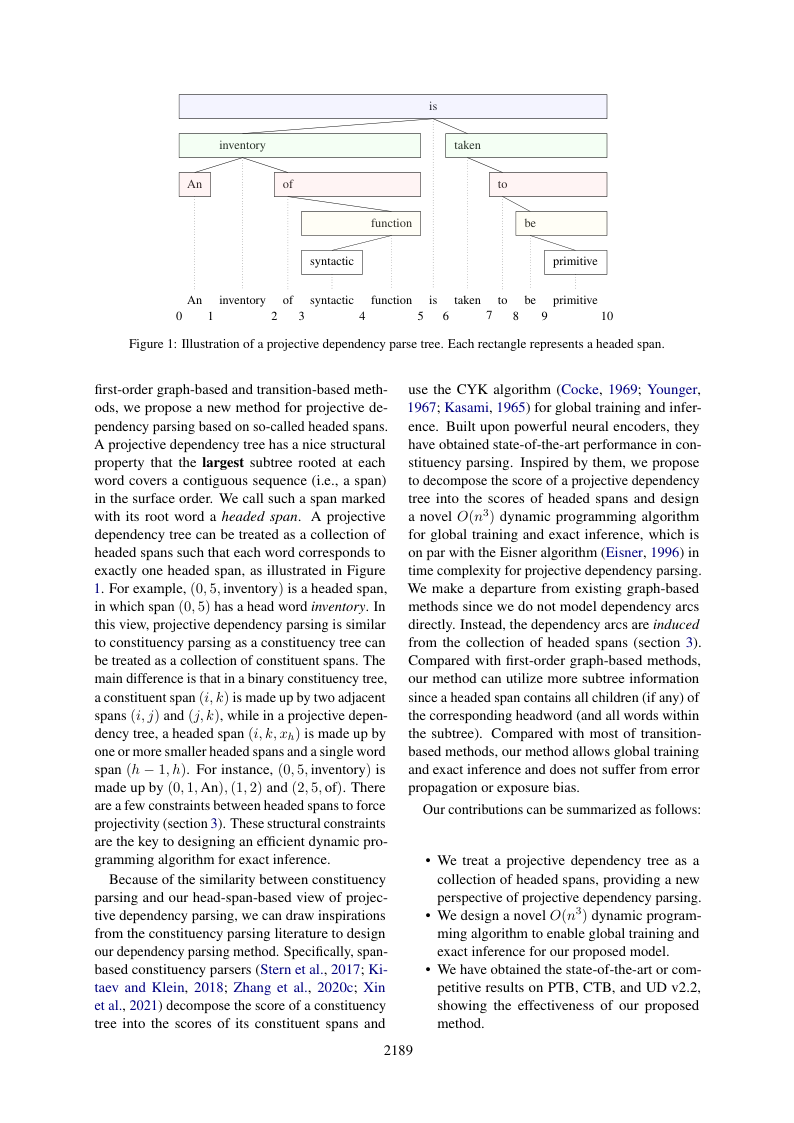 is
inventory taken
An of to
function be
syntactic primitive
An inventory of syntactic function is taken to be primitive
0 1 2 3 4 5 6 7 8 9 10
Figure 1: Illustration of a projective dependency parse tree. Each rectangle represents a headed span.
first-order graph-based and transition-based meth-
ods, we propose a new method for projective de-
pendency parsing based on so-called headed spans.
A projective dependency tree has a nice structural
property that the largest subtree rooted at each
word covers a contiguous sequence (i.e., a span)
in the surface order. We call such a span marked
with its root word a headed span. A projective
dependency tree can be treated as a collection of
headed spans such that each word corresponds to
exactly one headed span, as illustrated in Figure
1. For example, (0, 5, inventory) is a headed span,
in which span (0, 5) has a head word inventory. In
this view, projective dependency parsing is similar
to constituency parsing as a constituency tree can
be treated as a collection of constituent spans. The
main difference is that in a binary constituency tree,
a constituent span (i, k) is made up by two adjacent
spans (i, j) and (j, k), while in a projective depen-
dency tree, a headed span (i, k, xₕ) is made up by
one or more smaller headed spans and a single word
span (h − 1, h). For instance, (0, 5, inventory) is
made up by (0, 1, An), (1, 2) and (2, 5, of). There
are a few constraints between headed spans to force
projectivity (section 3). These structural constraints
are the key to designing an efficient dynamic pro-
gramming algorithm for exact inference.
Because of the similarity between constituency
parsing and our head-span-based view of projec-
tive dependency parsing, we can draw inspirations
from the constituency parsing literature to design
our dependency parsing method. Specifically, span-
based constituency parsers (Stern et al., 2017; Ki-
taev and Klein, 2018; Zhang et al., 2020c; Xin
et al., 2021) decompose the score of a constituency
tree into the scores of its constituent spans and
use the CYK algorithm (Cocke, 1969; Younger,
1967; Kasami, 1965) for global training and infer-
ence. Built upon powerful neural encoders, they
have obtained state-of-the-art performance in con-
stituency parsing. Inspired by them, we propose
to decompose the score of a projective dependency
tree into the scores of headed spans and design
a novel O(n³) dynamic programming algorithm
for global training and exact inference, which is
on par with the Eisner algorithm (Eisner, 1996) in
time complexity for projective dependency parsing.
We make a departure from existing graph-based
methods since we do not model dependency arcs
directly. Instead, the dependency arcs are induced
from the collection of headed spans (section 3).
Compared with first-order graph-based methods,
our method can utilize more subtree information
since a headed span contains all children (if any) of
the corresponding headword (and all words within
the subtree). Compared with most of transition-
based methods, our method allows global training
and exact inference and does not suffer from error
propagation or exposure bias.
Our contributions can be summarized as follows:
• We treat a projective dependency tree as a
collection of headed spans, providing a new
perspective of projective dependency parsing.
• We design a novel O(n³) dynamic program-
ming algorithm to enable global training and
exact inference for our proposed model.
• We have obtained the state-of-the-art or com-
petitive results on PTB, CTB, and UD v2.2,
showing the effectiveness of our proposed
method.
2189